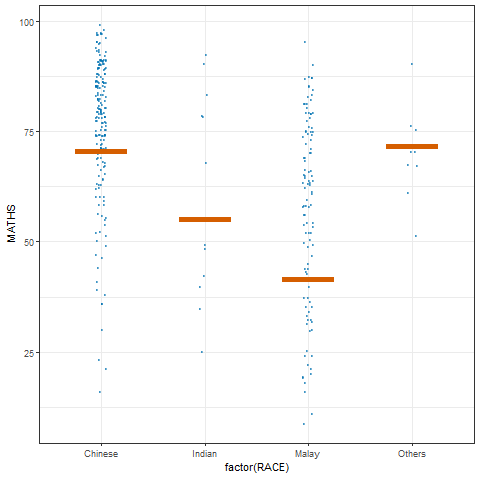 100
75
50
25
MATHS
Chinese
Indian
Malay
Others
factor(RACE)